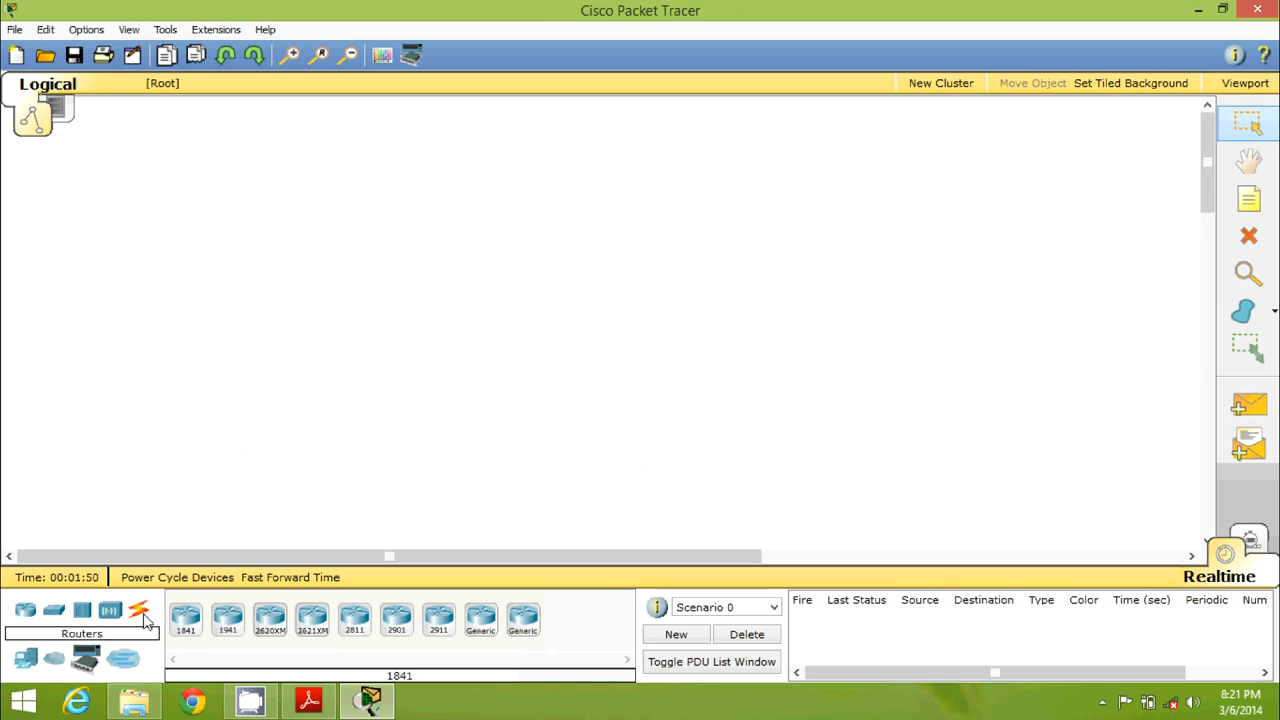 Cisco Packet Tracer
File Edit Options View Tools Extensions Help
Logical [Root] New Cluster Move Object Set Tiled Background Viewport
Time: 00:01:50 Power Cycle Devices Fast Forward Time Realtime
Routers
1841 1941 2620XM 2621XM 2811 2901 2911 Generic Generic
1841
Scenario 0
New Delete
Toggle PDU List Window
Fire Last Status Source Destination Type Color Time (sec) Periodic Num
8:21 PM
3/6/2014